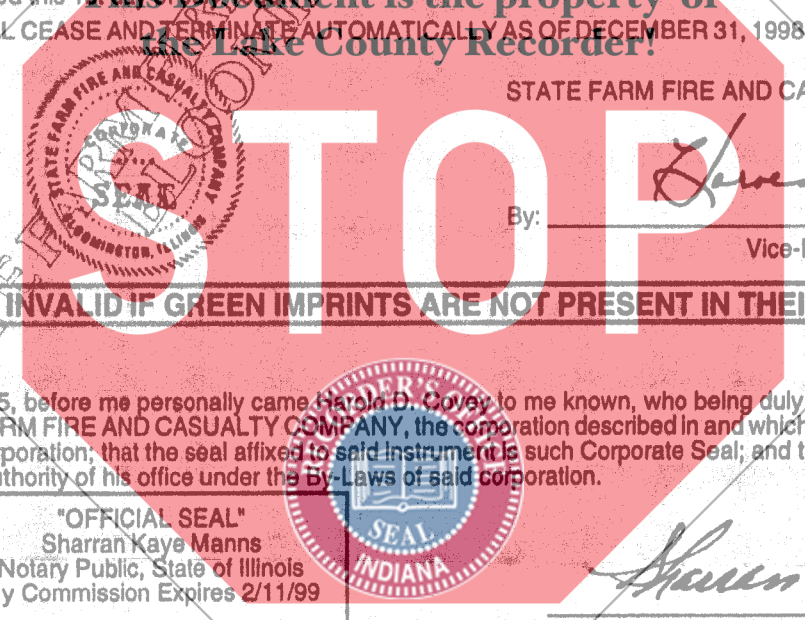 This Document is the property of
L CEASE AND TERMINATE AUTOMATICALLY AS OF DECEMBER 31, 1998
the Lake County Recorder!
STATE FARM FIRE AND CASUALTY COMPANY
CORPORATE
SEAL
BLOOMINGTON, ILLINOIS
STATE FARM FIRE AND CA
STOP
By:
Vice-
INVALID IF GREEN IMPRINTS ARE NOT PRESENT IN THEI
5, before me personally came Harold D. Covey to me known, who being duly
RM FIRE AND CASUALTY COMPANY, the corporation described in and which
poration; that the seal affixed to said instrument is such Corporate Seal; and t
thority of his office under the By-Laws of said corporation.
RECORDER'S OFFICE
SEAL
INDIANA
"OFFICIAL SEAL"
Sharran Kaye Manns
Notary Public, State of Illinois
y Commission Expires 2/11/99